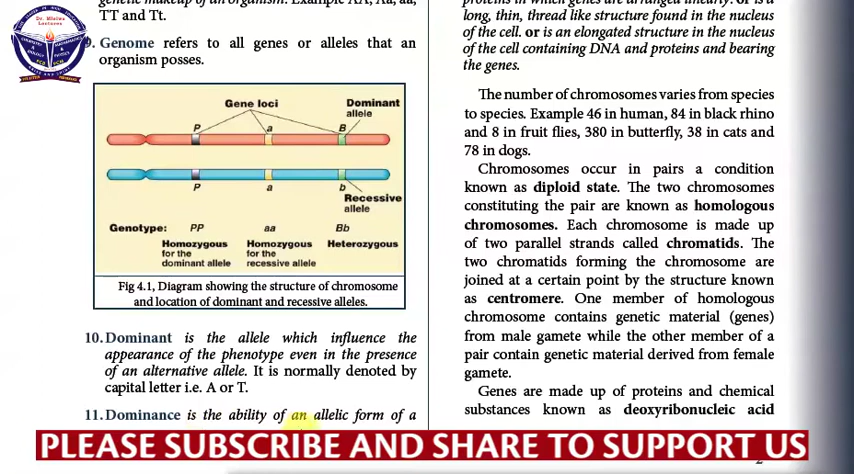 genetic makeup of an organism. Example AA, Aa, aa,
TT and Tt.
9. Genome refers to all genes or alleles that an
organism posses.
Gene loci
Dominant
allele
P a B
P a b
Recessive
allele
Genotype: PP aa Bb
Homozygous
for the
dominant allele
Homozygous
for the
recessive allele
Heterozygous
Fig 4.1, Diagram showing the structure of chromosome
and location of dominant and recessive alleles.
10. Dominant is the allele which influence the
appearance of the phenotype even in the presence
of an alternative allele. It is normally denoted by
capital letter i.e. A or T.
11. Dominance is the ability of an allelic form of a
proteins in which genes are arranged linearly. or is a
long, thin, thread like structure found in the nucleus
of the cell. or is an elongated structure in the nucleus
of the cell containing DNA and proteins and bearing
the genes.
The number of chromosomes varies from species
to species. Example 46 in human, 84 in black rhino
and 8 in fruit flies, 380 in butterfly, 38 in cats and
78 in dogs.
Chromosomes occur in pairs a condition
known as diploid state. The two chromosomes
constituting the pair are known as homologous
chromosomes. Each chromosome is made up
of two parallel strands called chromatids. The
two chromatids forming the chromosome are
joined at a certain point by the structure known
as centromere. One member of homologous
chromosome contains genetic material (genes)
from male gamete while the other member of a
pair contain genetic material derived from female
gamete.
Genes are made up of proteins and chemical
substances known as deoxyribonucleic acid
PLEASE SUBSCRIBE AND SHARE TO SUPPORT US